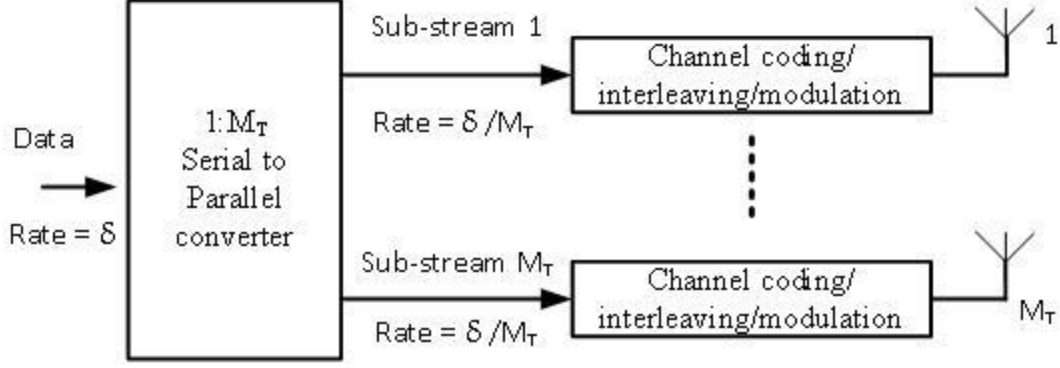 Data
Rate = δ
1:M_T
Serial to
Parallel
converter
Sub-stream 1
Rate = δ /M_T
Channel coding/
interleaving/modulation
1
Sub-stream M_T
Rate = δ /M_T
Channel coding/
interleaving/modulation
M_T